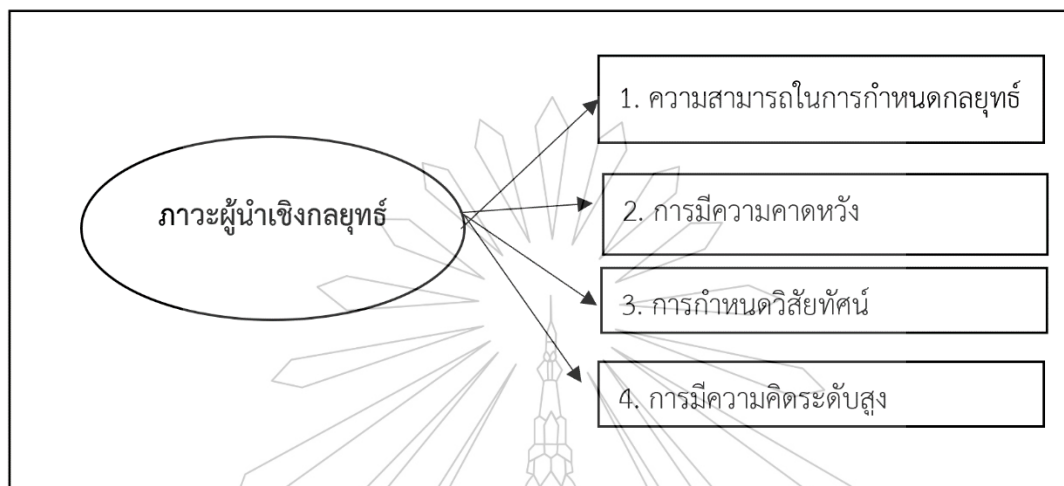 ภาวะผู้นำเชิงกลยุทธ์
1. ความสามารถในการกำหนดกลยุทธ์
2. การมีความคาดหวัง
3. การกำหนดวิสัยทัศน์
4. การมีความคิดระดับสูง